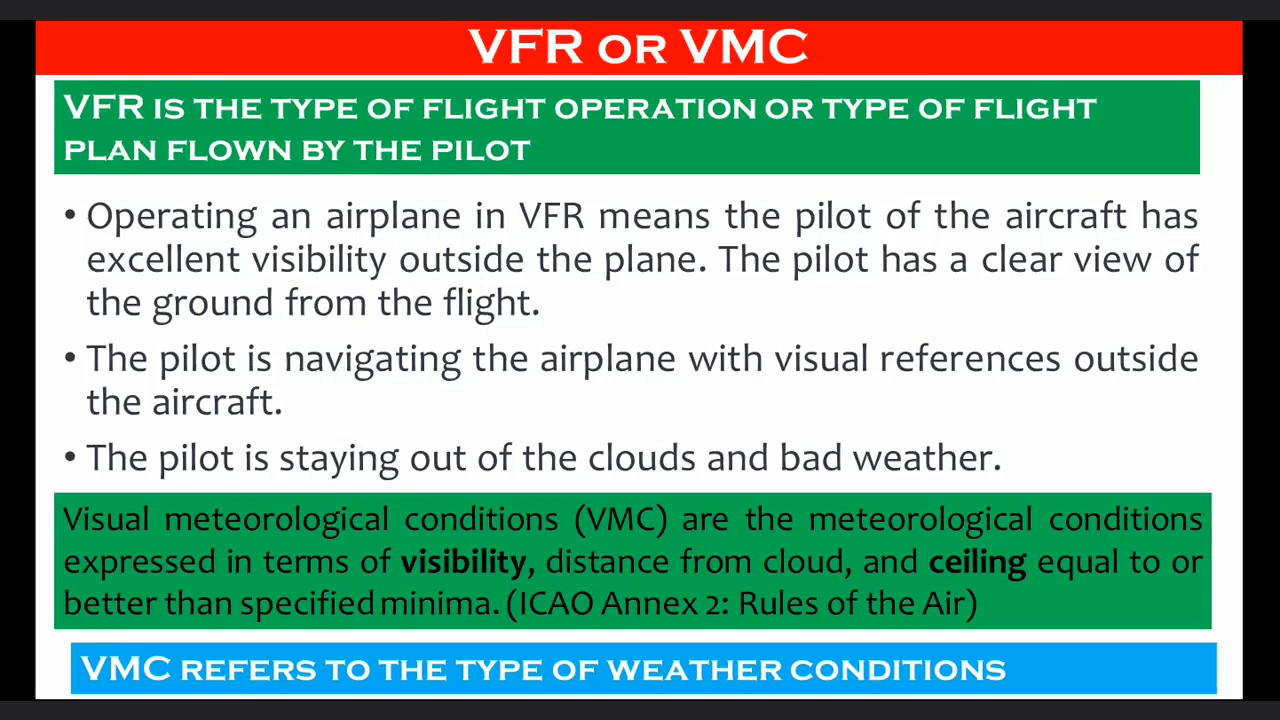 VFR OR VMC
VFR IS THE TYPE OF FLIGHT OPERATION OR TYPE OF FLIGHT
PLAN FLOWN BY THE PILOT
• Operating an airplane in VFR means the pilot of the aircraft has
excellent visibility outside the plane. The pilot has a clear view of
the ground from the flight.
• The pilot is navigating the airplane with visual references outside
the aircraft.
• The pilot is staying out of the clouds and bad weather.
Visual meteorological conditions (VMC) are the meteorological conditions
expressed in terms of visibility, distance from cloud, and ceiling equal to or
better than specified minima. (ICAO Annex 2: Rules of the Air)
VMC REFERS TO THE TYPE OF WEATHER CONDITIONS